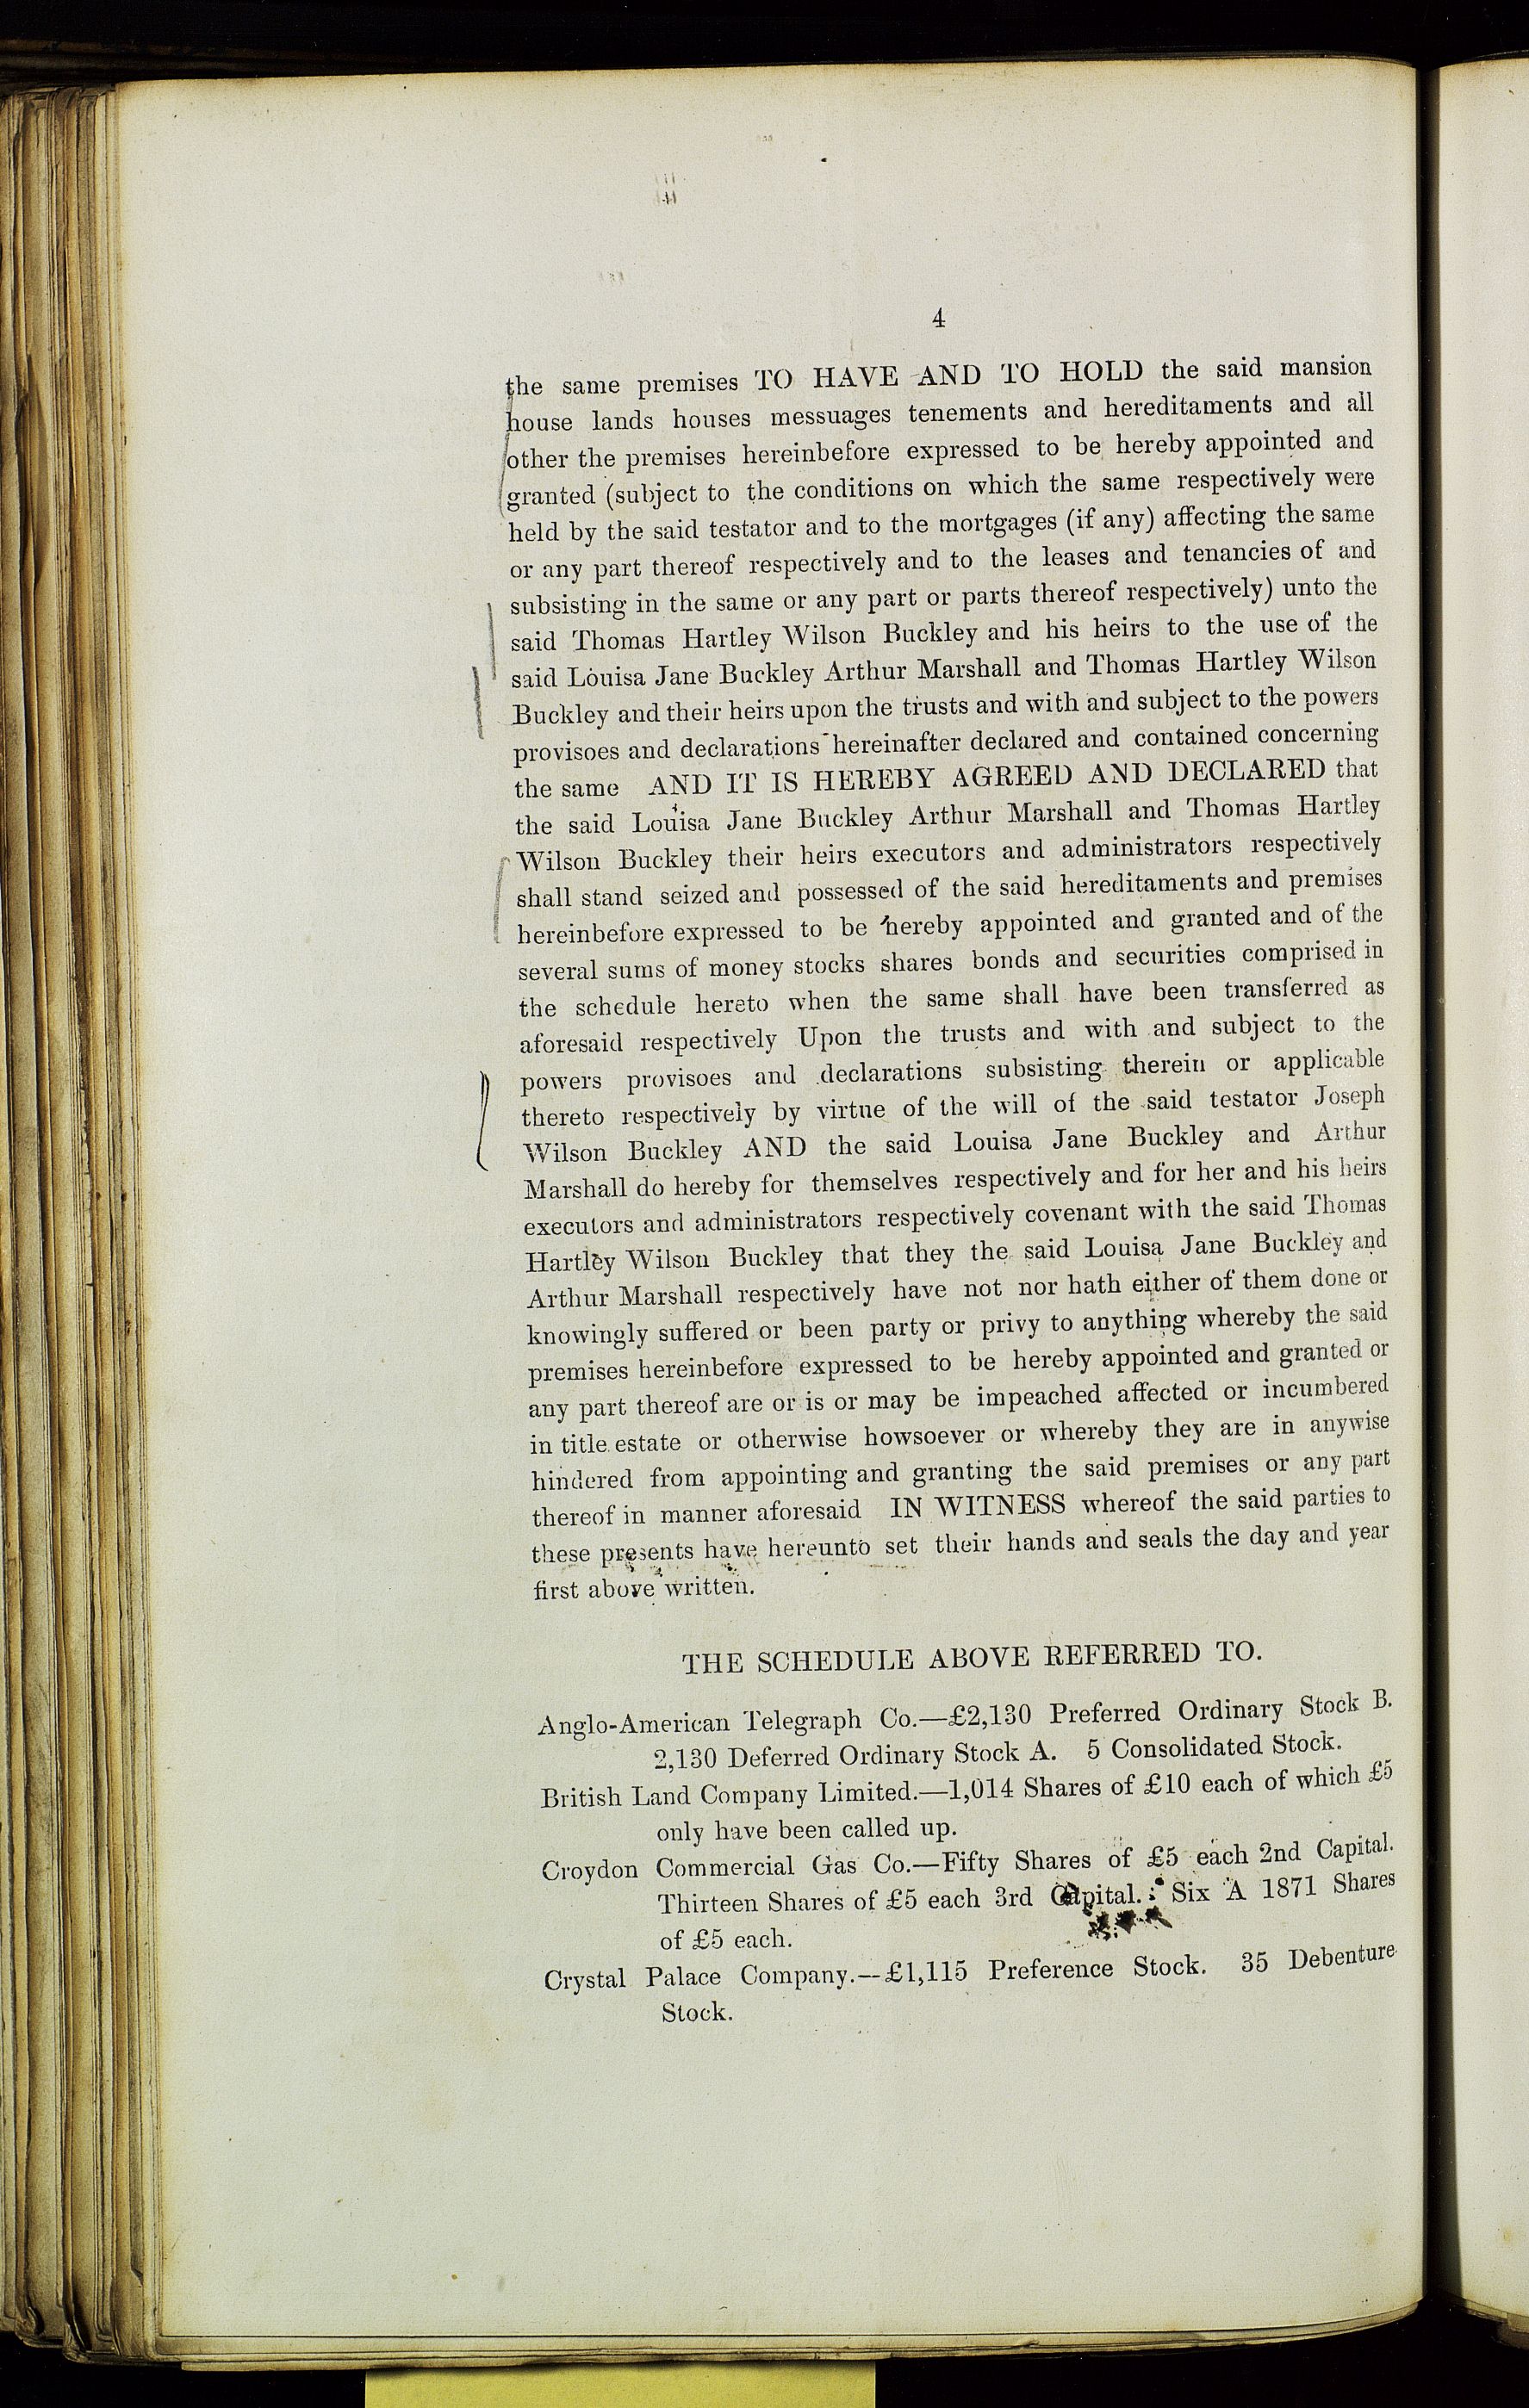 4
the same premises TO HAVE AND TO HOLD the said mansion
house lands houses messuages tenements and hereditaments and all
other the premises hereinbefore expressed to be hereby appointed and
granted (subject to the conditions on which the same respectively were
held by the said testator and to the mortgages (if any) affecting the same
or any part thereof respectively and to the leases and tenancies of and
subsisting in the same or any part or parts thereof respectively) unto the
said Thomas Hartley Wilson Buckley and his heirs to the use of the
said Louisa Jane Buckley Arthur Marshall and Thomas Hartley Wilson
Buckley and their heirs upon the trusts and with and subject to the powers
provisoes and declarations hereinafter declared and contained concerning
the same AND IT IS HEREBY AGREED AND DECLARED that
the said Louisa Jane Buckley Arthur Marshall and Thomas Hartley
Wilson Buckley their heirs executors and administrators respectively
shall stand seized and possessed of the said hereditaments and premises
hereinbefore expressed to be hereby appointed and granted and of the
several sums of money stocks shares bonds and securities comprised in
the schedule hereto when the same shall have been transferred as
aforesaid respectively Upon the trusts and with and subject to the
powers provisoes and declarations subsisting therein or applicable
thereto respectively by virtue of the will of the said testator Joseph
Wilson Buckley AND the said Louisa Jane Buckley and Arthur
Marshall do hereby for themselves respectively and for her and his heirs
executors and administrators respectively covenant with the said Thomas
Hartley Wilson Buckley that they the said Louisa Jane Buckley and
Arthur Marshall respectively have not nor hath either of them done or
knowingly suffered or been party or privy to anything whereby the said
premises hereinbefore expressed to be hereby appointed and granted or
any part thereof are or is or may be impeached affected or incumbered
in title estate or otherwise howsoever or whereby they are in anywise
hindered from appointing and granting the said premises or any part
thereof in manner aforesaid IN WITNESS whereof the said parties to
these presents have hereunto set their hands and seals the day and year
first above written.
THE SCHEDULE ABOVE REFERRED TO.
Anglo-American Telegraph Co.—£2,130 Preferred Ordinary Stock B.
2,130 Deferred Ordinary Stock A. 5 Consolidated Stock.
British Land Company Limited.—1,014 Shares of £10 each of which £5
only have been called up.
Croydon Commercial Gas Co.—Fifty Shares of £5 each 2nd Capital.
Thirteen Shares of £5 each 3rd Capital. Six A 1871 Shares
of £5 each.
Crystal Palace Company.—£1,115 Preference Stock. 35 Debenture
Stock.